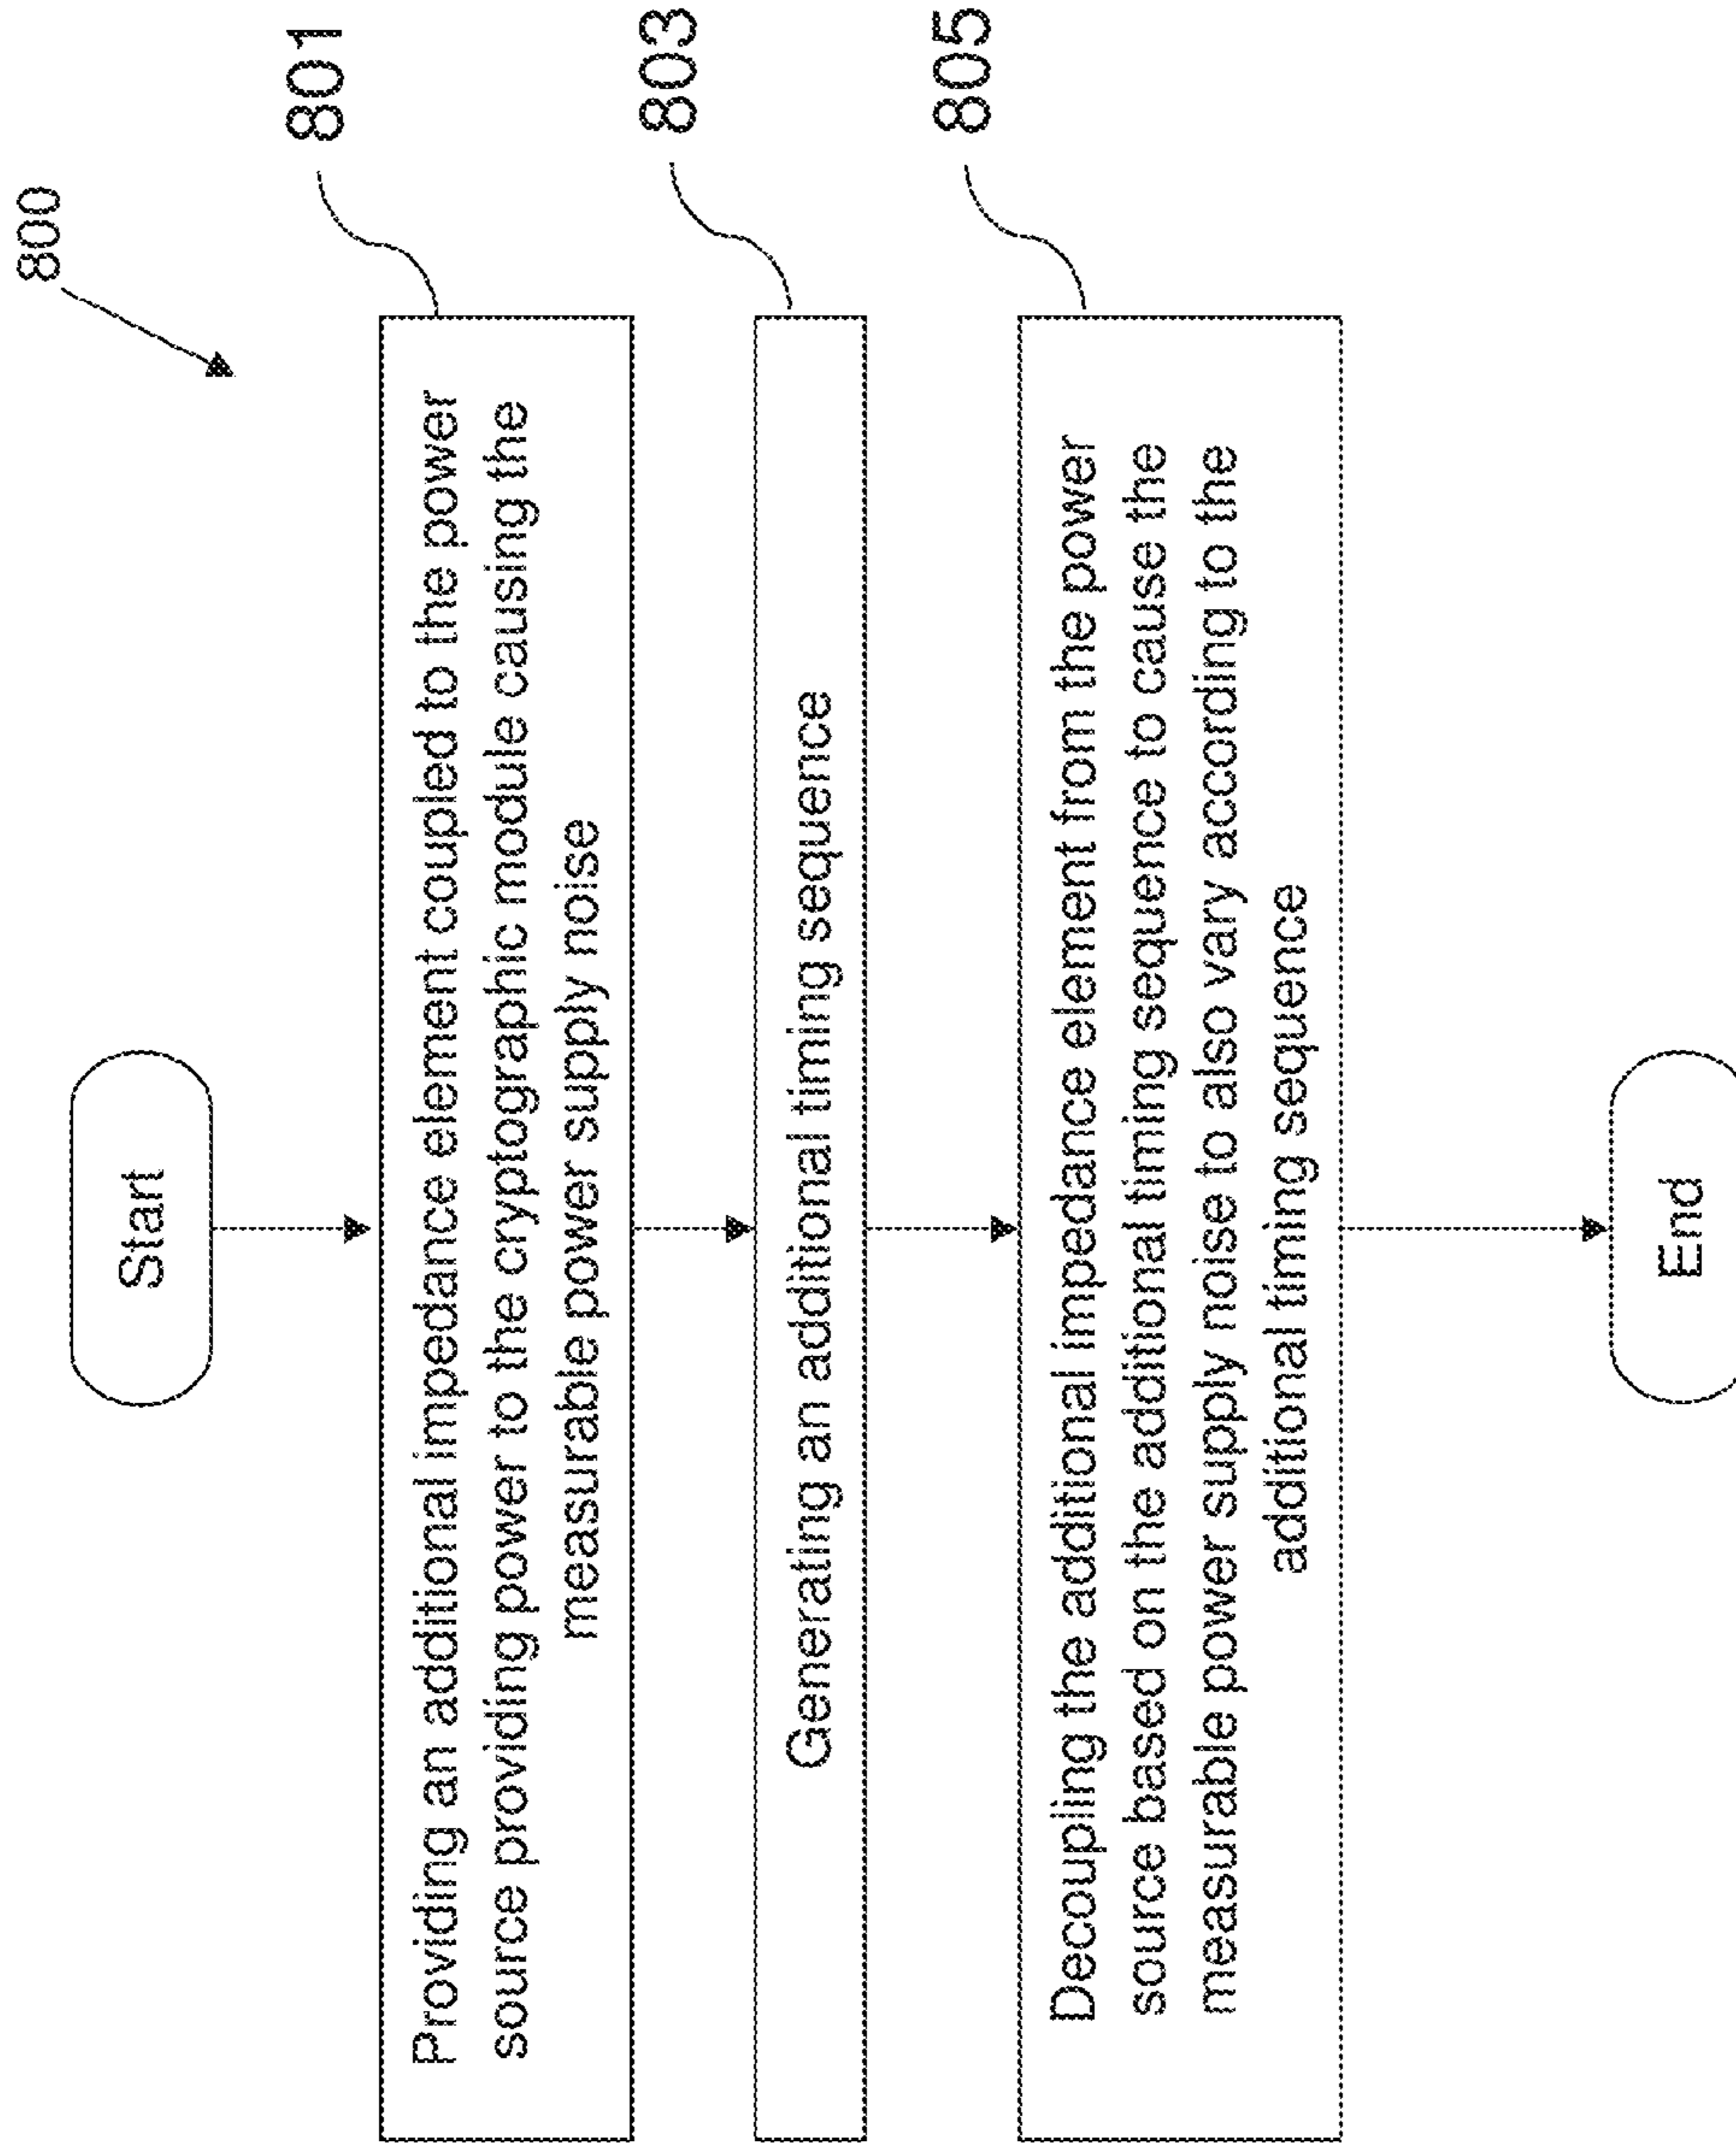 800
Start
801
Providing an additional impedance element coupled to the power
source providing power to the cryptographic module causing the
measurable power supply noise
803
Generating an additional timing sequence
805
Decoupling the additional impedance element from the power
source based on the additional timing sequence to cause the
measurable power supply noise to also vary according to the
additional timing sequence
End